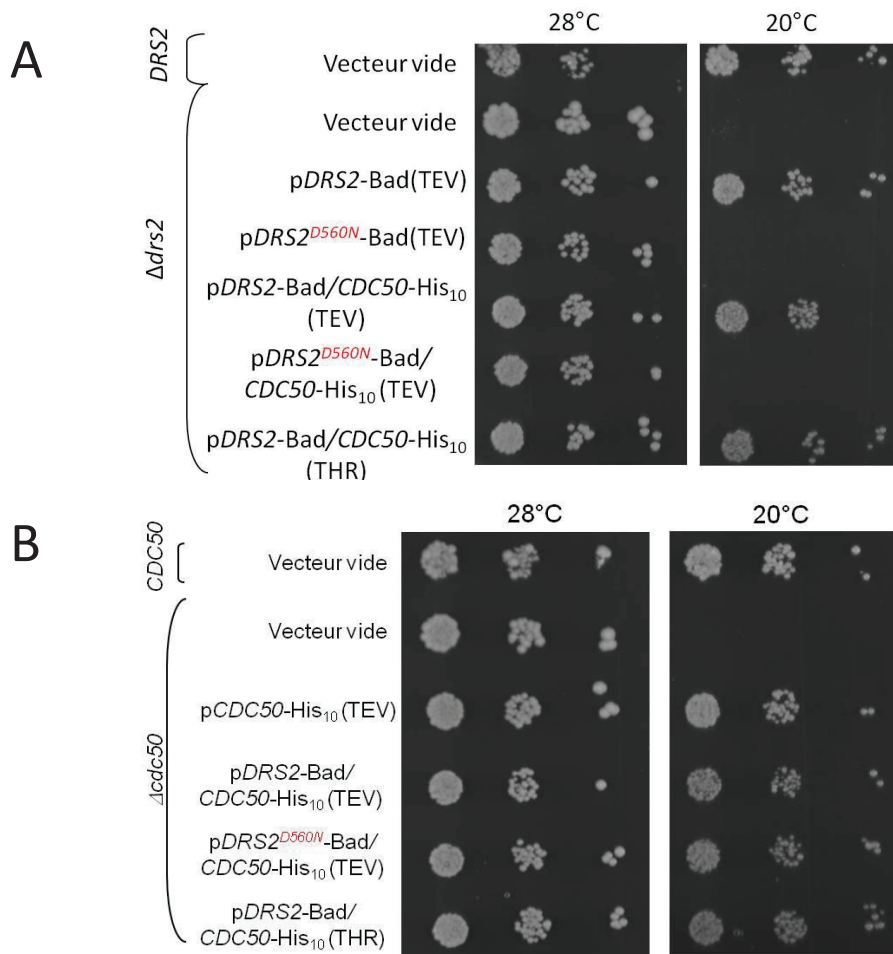 A
28°C
20°C
DRS2
Vecteur vide
Δdrs2
Vecteur vide
pDRS2-Bad(TEV)
pDRS2D560N-Bad(TEV)
pDRS2-Bad/CDC50-His10
(TEV)
pDRS2D560N-Bad/
CDC50-His10 (TEV)
pDRS2-Bad/CDC50-His10
(THR)
B
28°C
20°C
CDC50
Vecteur vide
Δcdc50
Vecteur vide
pCDC50-His10 (TEV)
pDRS2-Bad/
CDC50-His10 (TEV)
pDRS2D560N-Bad/
CDC50-His10 (TEV)
pDRS2-Bad/
CDC50-His10 (THR)